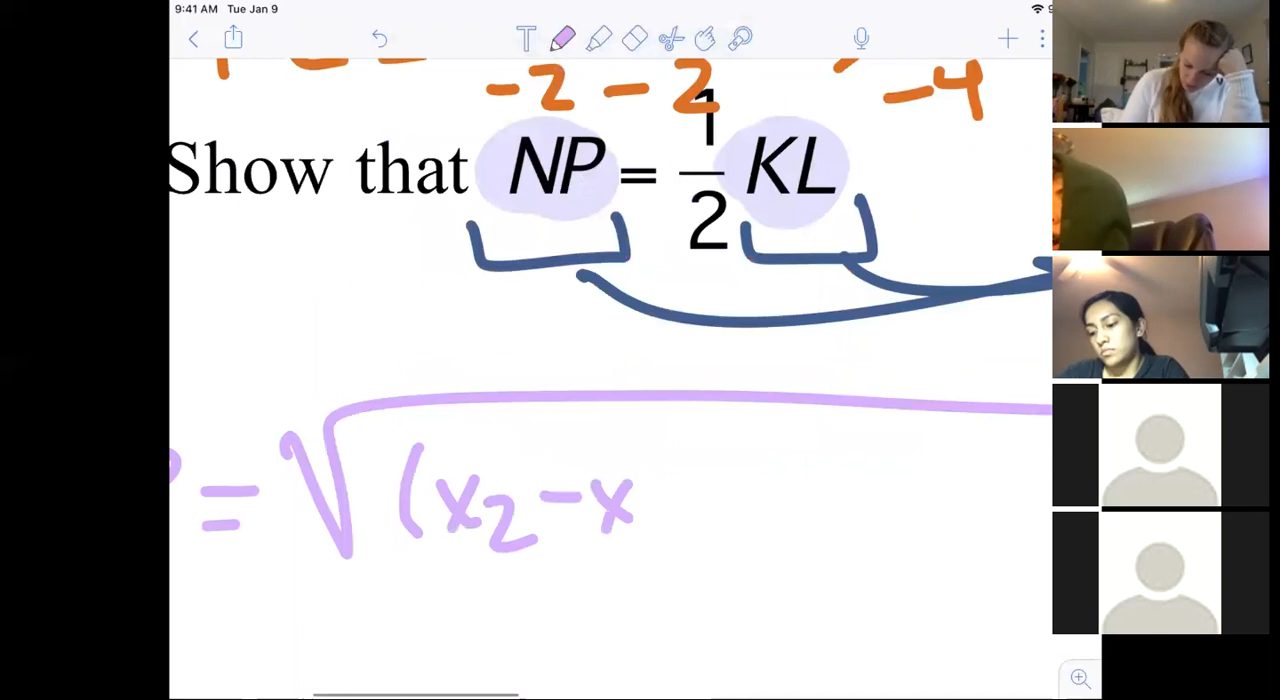 9:41 AM Tue Jan 9
-2 - 2
-4
Show that NP = 1/2 KL
= √(x₂ - x